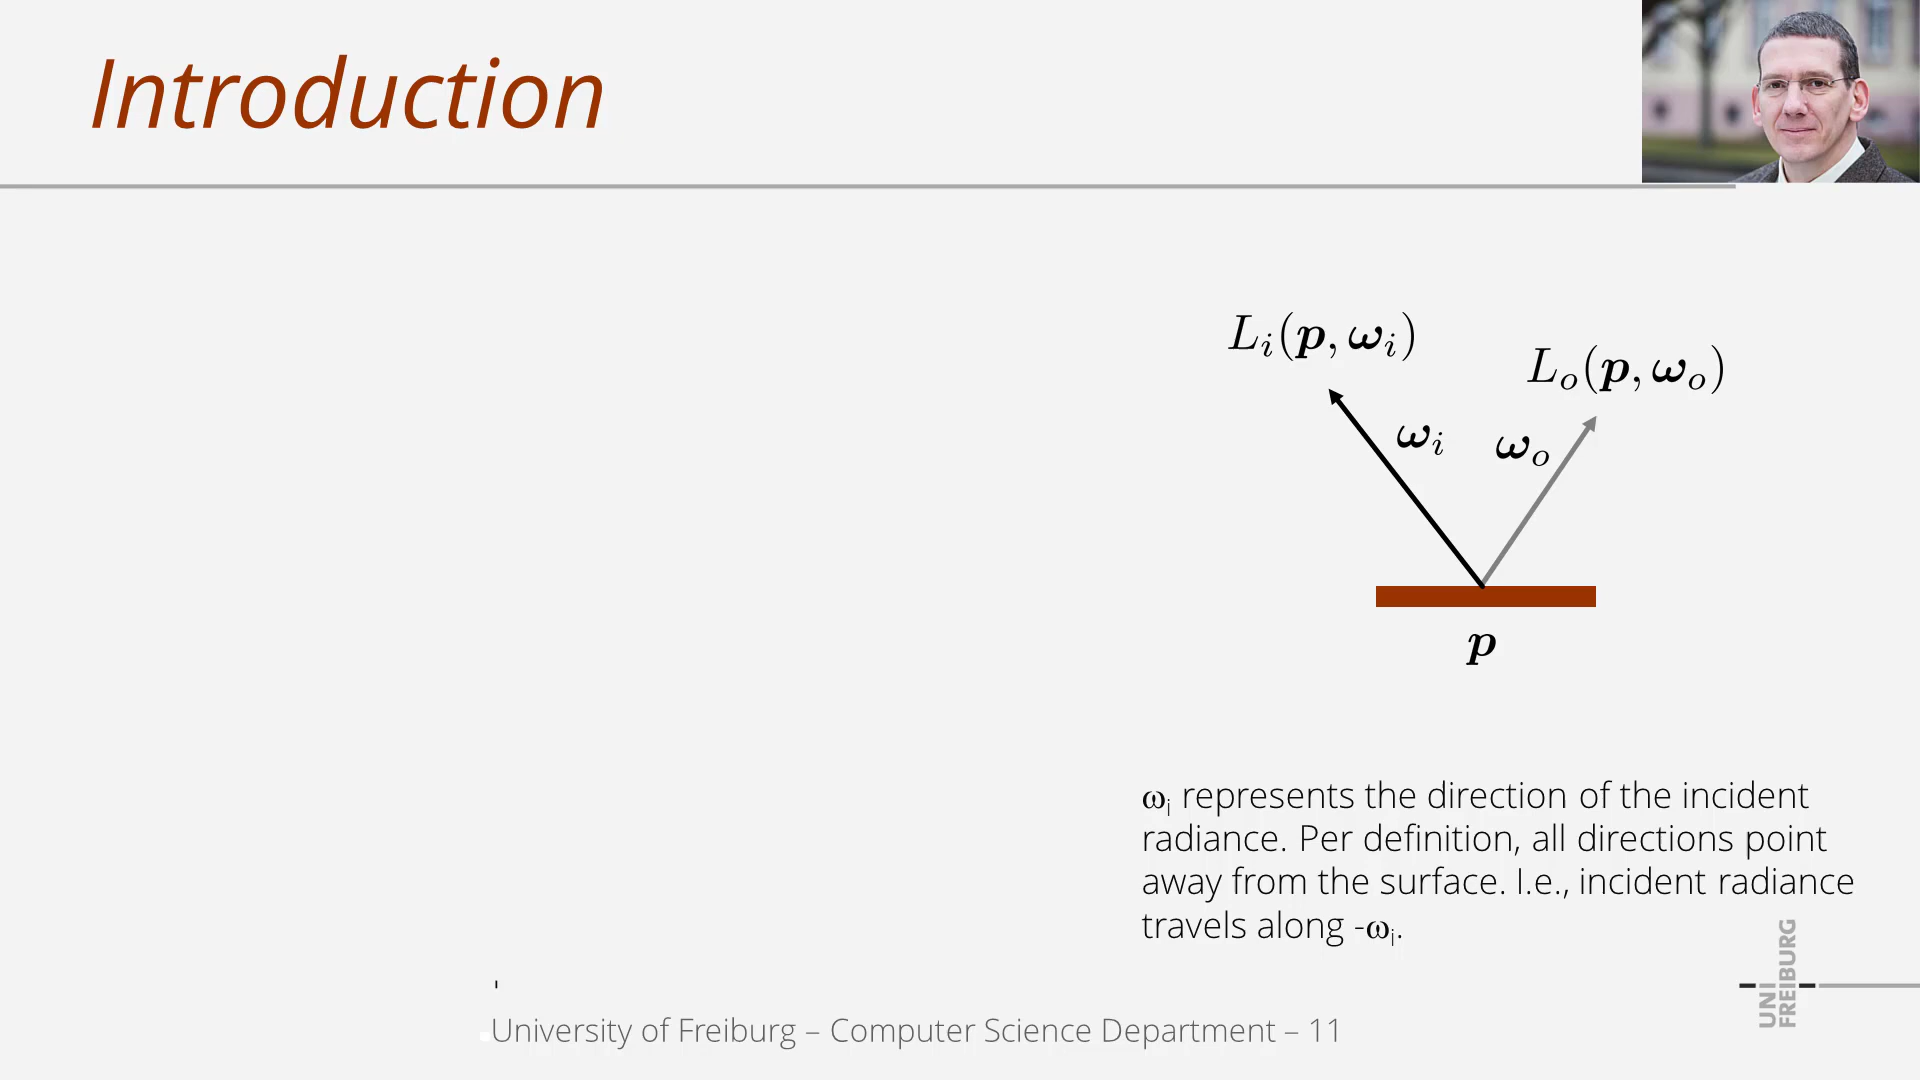 Introduction
L_i(p, ω_i)
L_o(p, ω_o)
ω_i ω_o
p
ω_i represents the direction of the incident
radiance. Per definition, all directions point
away from the surface. I.e., incident radiance
travels along -ω_i.
UNI
FREIBURG
University of Freiburg – Computer Science Department – 11